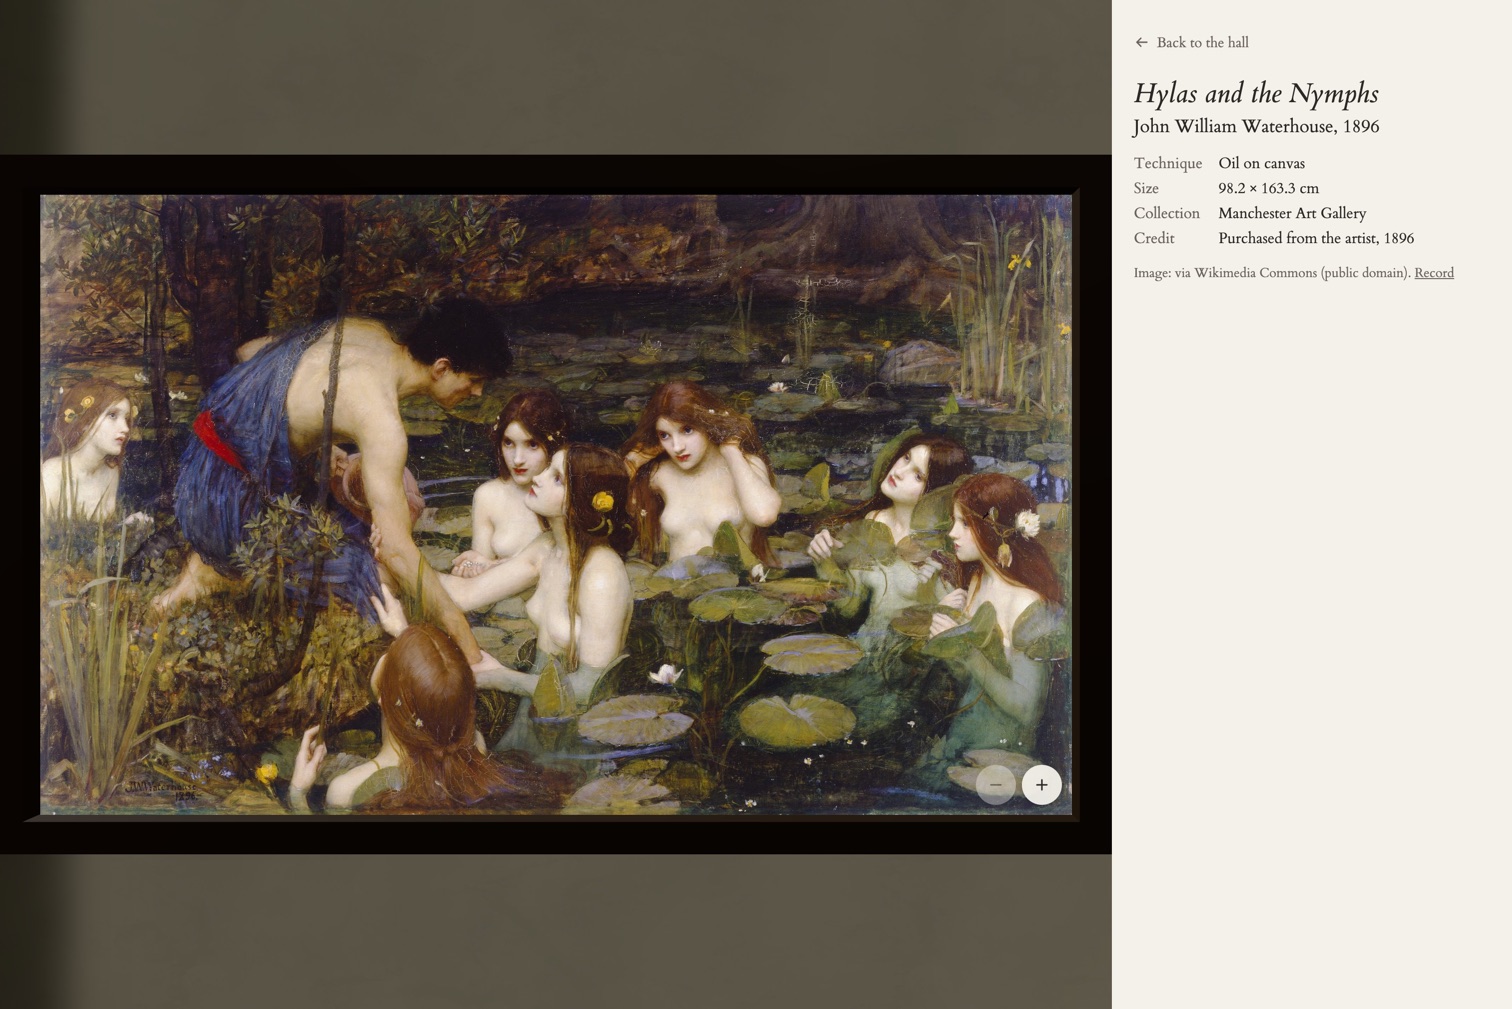 ← Back to the hall
Hylas and the Nymphs
John William Waterhouse, 1896
Technique Oil on canvas
Size 98.2 × 163.3 cm
Collection Manchester Art Gallery
Credit Purchased from the artist, 1896
Image: via Wikimedia Commons (public domain). Record
JWWaterhouse
1896